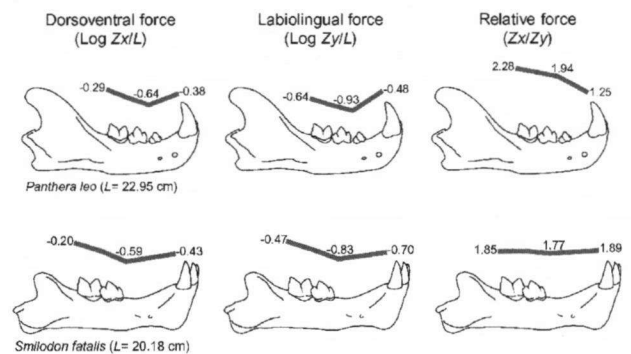 Dorsoventral force Labiolingual force Relative force
(Log Zx/L) (Log Zy/L) (Zx/Zy)
-0.29 -0.64 -0.38 -0.64 -0.93 -0.48 2.28 1.94 1.25
Panthera leo (L= 22.95 cm)
-0.20 -0.59 -0.43 -0.47 -0.83 -0.70 1.85 1.77 1.89
Smilodon fatalis (L= 20.18 cm)